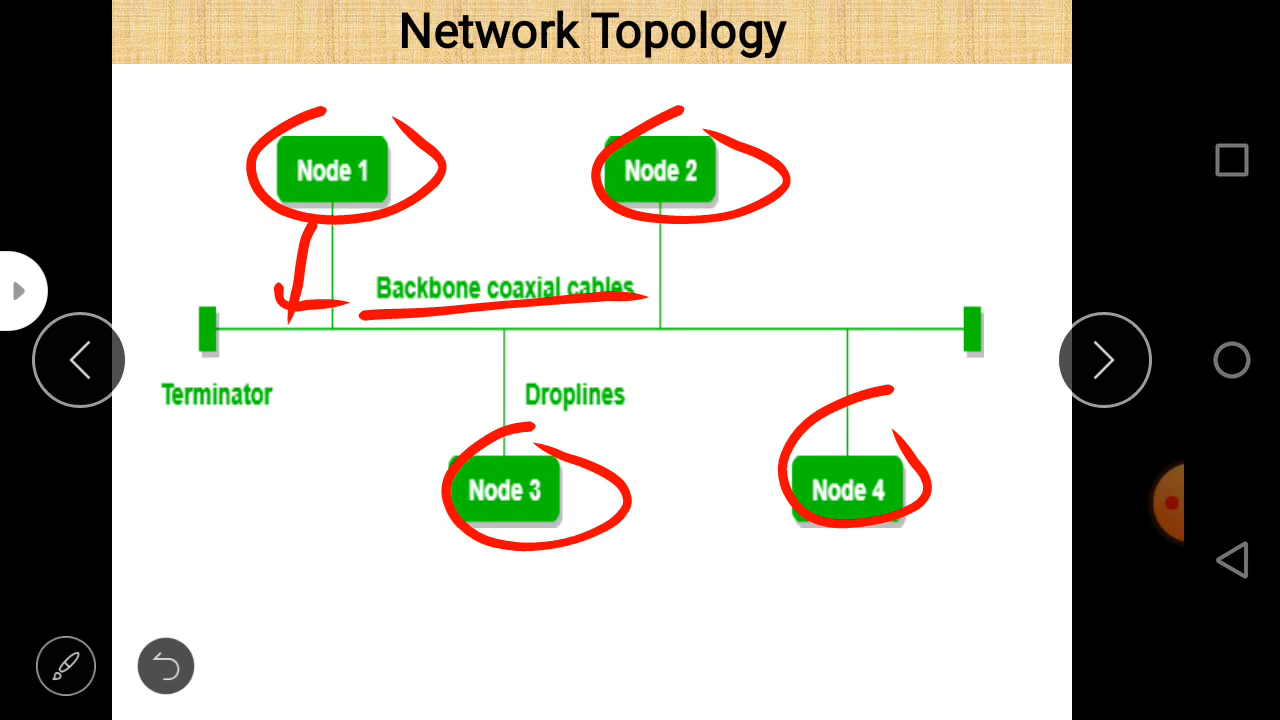 Network Topology
Node 1
Node 2
Backbone coaxial cables
Terminator
Droplines
Node 3
Node 4